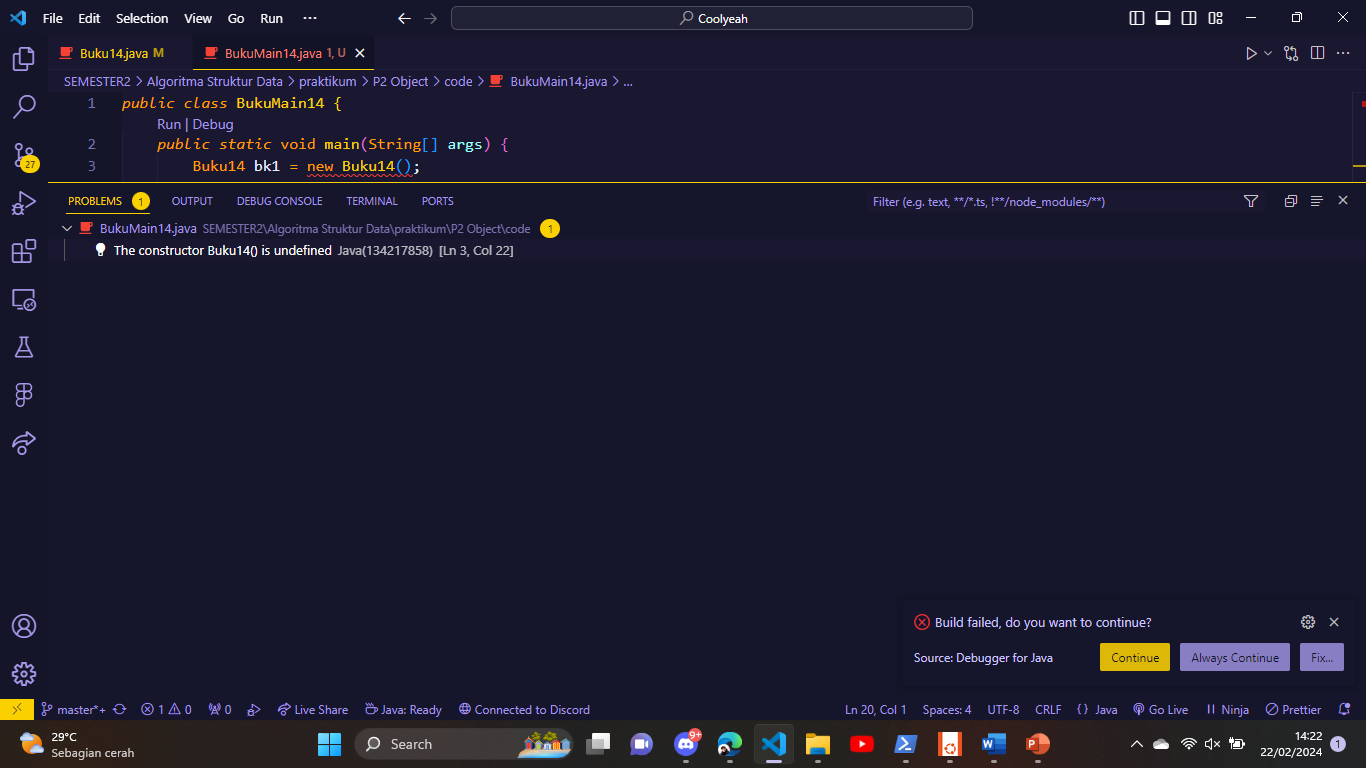 File Edit Selection View Go Run ··· Coolyeah
Buku14.java M BukuMain14.java 1, U
SEMESTER2 > Algoritma Struktur Data > praktikum > P2 Object > code > BukuMain14.java > ...
1 public class BukuMain14 {
Run | Debug
2 public static void main(String[] args) {
3 Buku14 bk1 = new Buku14();
27
PROBLEMS 1 OUTPUT DEBUG CONSOLE TERMINAL PORTS Filter (e.g. text, **/*.ts, !**/node_modules/**)
BukuMain14.java SEMESTER2\Algoritma Struktur Data\praktikum\P2 Object\code 1
The constructor Buku14() is undefined Java(134217858) [Ln 3, Col 22]
Build failed, do you want to continue?
Source: Debugger for Java Continue Always Continue Fix...
master*+ 1 0 0 Live Share Java: Ready Connected to Discord Ln 20, Col 1 Spaces: 4 UTF-8 CRLF {} Java Go Live Ninja Prettier
29°C
Sebagian cerah
Search
9+
14:22
22/02/2024
1